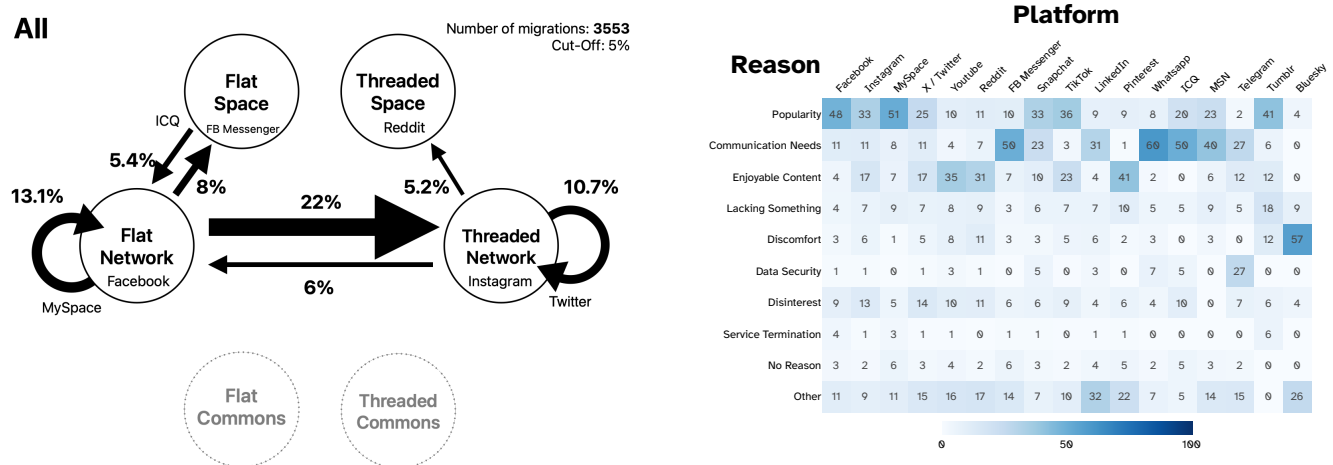 All
Number of migrations: 3553
Cut-Off: 5%
Flat
Space
FB Messenger
Threaded
Space
Reddit
ICQ
5.4%
8%
5.2%
13.1%
22%
10.7%
Flat
Network
Facebook
Threaded
Network
Instagram
6%
MySpace
Twitter
Flat
Commons
Threaded
Commons
Platform
Reason
Facebook Instagram MySpace X / Twitter Youtube Reddit FB Messenger Snapchat TikTok LinkedIn Pinterest Whatsapp ICQ MSN Telegram Tumblr Bluesky
Popularity 48 33 51 25 10 11 10 33 36 9 9 8 20 23 2 41 4
Communication Needs 11 11 8 11 4 7 50 23 3 31 1 60 50 40 27 6 0
Enjoyable Content 4 17 7 17 35 31 7 10 23 7 41 2 0 6 12 12 0
Lacking Something 4 7 9 7 8 9 3 6 7 7 10 5 5 9 5 18 9
Discomfort 3 6 1 5 8 11 3 3 5 6 2 3 0 3 0 12 57
Data Security 1 1 0 1 3 1 0 5 0 3 0 7 5 0 27 0 0
Disinterest 9 13 5 14 10 11 6 6 9 4 6 4 10 0 7 6 4
Service Termination 4 1 3 1 1 0 1 1 0 1 1 0 0 0 0 6 0
No Reason 3 2 6 3 4 2 6 3 2 4 5 2 5 3 2 0 0
Other 11 9 11 15 16 17 14 7 10 32 22 7 5 14 15 0 26
0 50 100